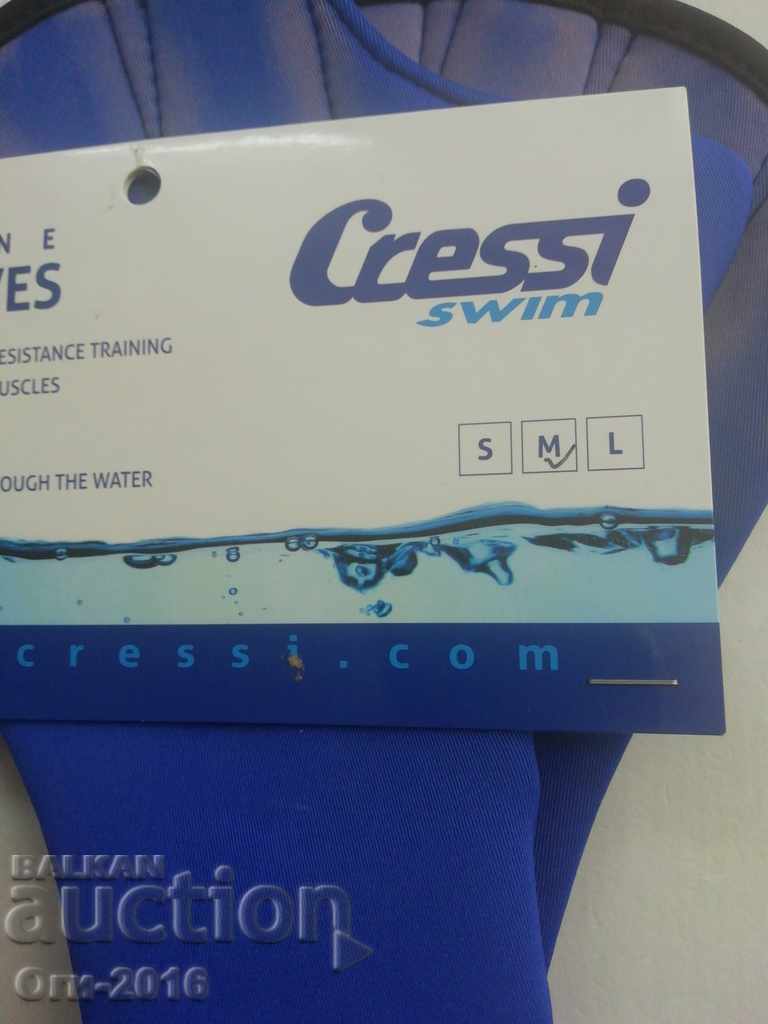 N E
VES
ESISTANCE TRAINING
USCLES
OUGH THE WATER
Cressi
swim
S M L
cressi.com
BALKAN
auction
Оги-2016